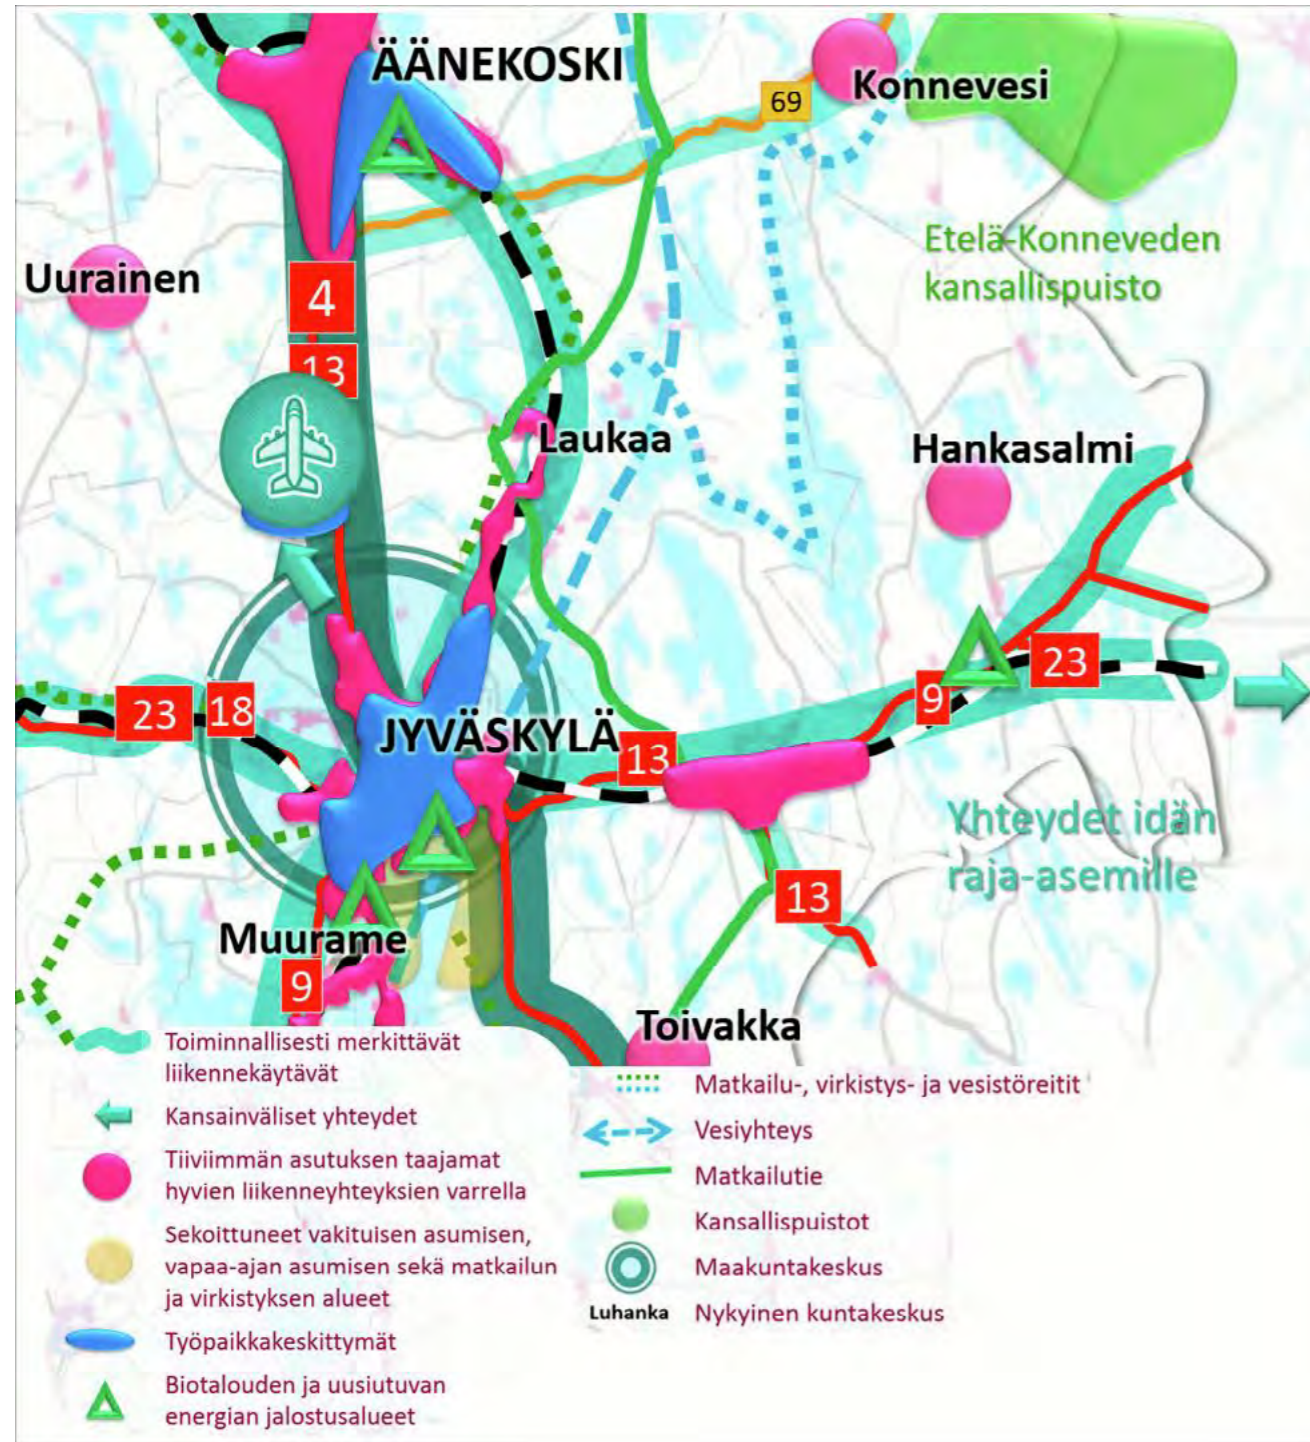 ÄÄNEKOSKI
Konnevesi
69
Etelä-Konneveden
kansallispuisto
Uurainen
4
13
Laukaa
Hankasalmi
23
18
JYVÄSKYLÄ
13
9
23
Yhteydet idän
raja-asemille
13
Muurame
9
Toivakka
Toiminnallisesti merkittävät
liikennekäytävät
Kansainväliset yhteydet
Tiiviimmän asutuksen taajamat
hyvien liikenneyhteyksien varrella
Sekoittuneet vakituisen asumisen,
vapaa-ajan asumisen sekä matkailun
ja virkistyksen alueet
Työpaikkakeskittymät
Biotalouden ja uusiutuvan
energian jalostusalueet
Matkailu-, virkistys- ja vesistöreitit
Vesiyhteys
Matkailutie
Kansallispuistot
Maakuntakeskus
Luhanka Nykyinen kuntakeskus